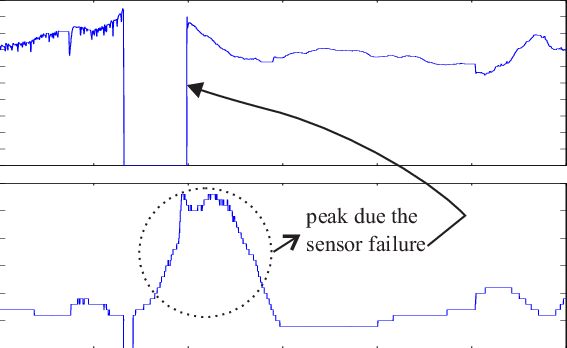 peak due the
sensor failure